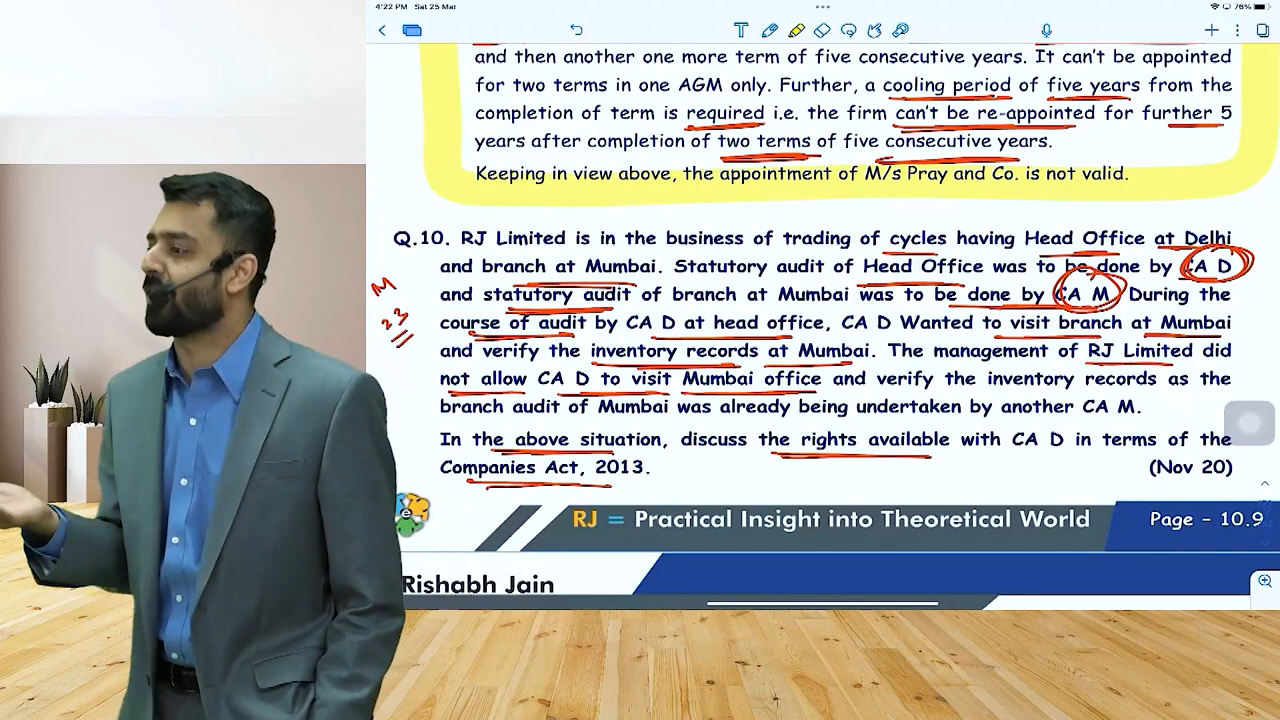 4:22 PM Sat 25 Mar
76%
and then another one more term of five consecutive years. It can't be appointed
for two terms in one AGM only. Further, a cooling period of five years from the
completion of term is required i.e. the firm can't be re-appointed for further 5
years after completion of two terms of five consecutive years.
Keeping in view above, the appointment of M/s Pray and Co. is not valid.
Q.10. RJ Limited is in the business of trading of cycles having Head Office at Delhi
and branch at Mumbai. Statutory audit of Head Office was to be done by CA D
and statutory audit of branch at Mumbai was to be done by CA M. During the
course of audit by CA D at head office, CA D Wanted to visit branch at Mumbai
and verify the inventory records at Mumbai. The management of RJ Limited did
not allow CA D to visit Mumbai office and verify the inventory records as the
branch audit of Mumbai was already being undertaken by another CA M.
M
23
In the above situation, discuss the rights available with CA D in terms of the
Companies Act, 2013. (Nov 20)
RJ = Practical Insight into Theoretical World
Page - 10.9
Rishabh Jain